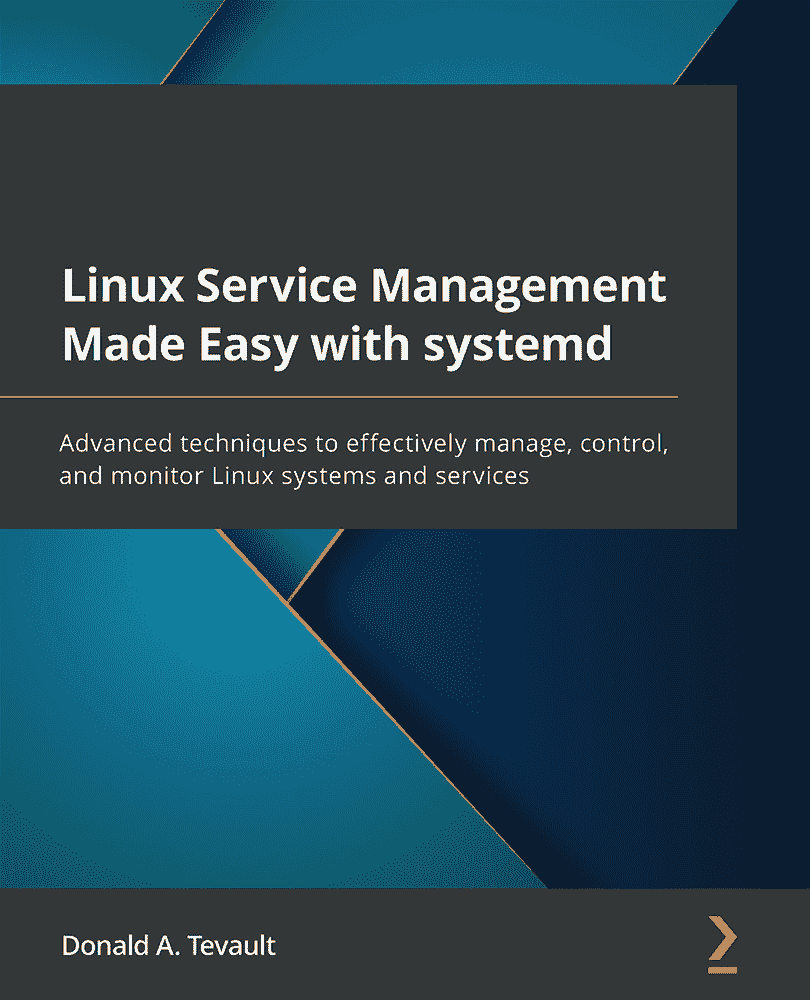 Linux Service Management
Made Easy with systemd
Advanced techniques to effectively manage, control,
and monitor Linux systems and services
Donald A. Tevault